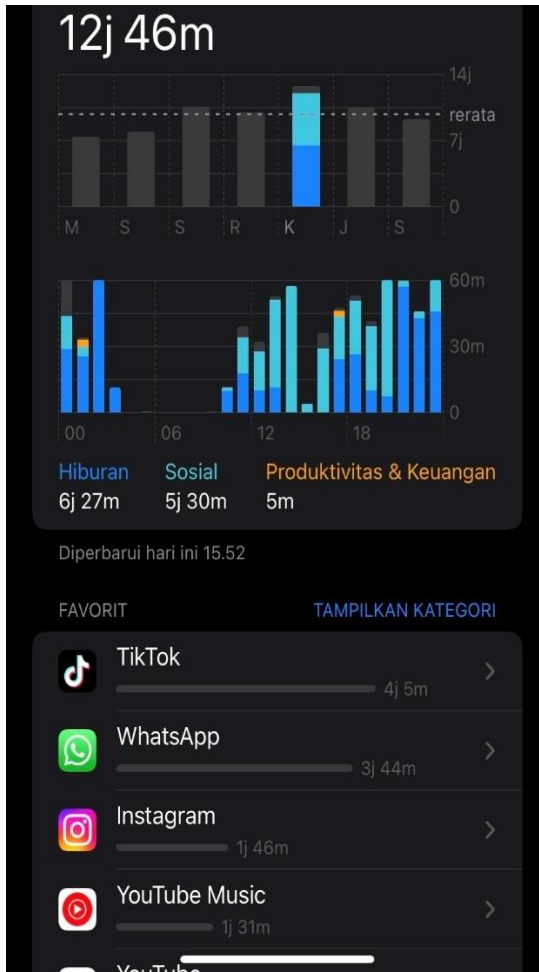 12j 46m
14j
rerata
7j
0
M S S R K J S
60m
30m
0
00 06 12 18
Hiburan Sosial Produktivitas & Keuangan
6j 27m 5j 30m 5m
Diperbarui hari ini 15.52
FAVORIT TAMPILKAN KATEGORI
TikTok
4j 5m
WhatsApp
3j 44m
Instagram
1j 46m
YouTube Music
1j 31m
YouTube